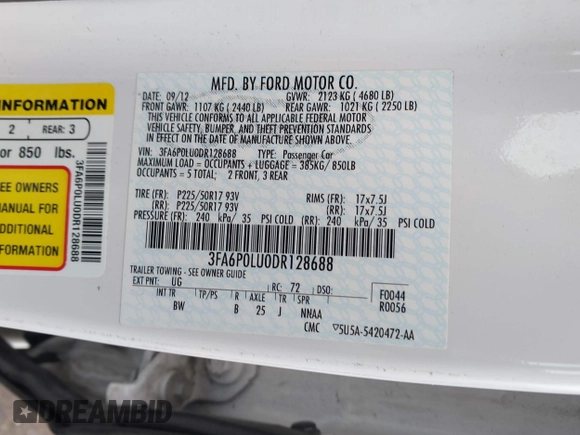 INFORMATION
2 REAR: 3
or 850 lbs.
SEE OWNERS
MANUAL FOR
ADDITIONAL
INFORMATION
3FA6P0LU0DR128688
MFD. BY FORD MOTOR CO.
DATE: 09/12 GVWR: 2123 KG (4680 LB)
FRONT GAWR: 1107 KG (2440 LB) REAR GAWR: 1021 KG (2250 LB)
THIS VEHICLE CONFORMS TO ALL APPLICABLE FEDERAL MOTOR
VEHICLE SAFETY, BUMPER, AND THEFT PREVENTION STANDARDS
IN EFFECT ON THE DATE OF MANUFACTURE SHOWN ABOVE.
VIN: 3FA6P0LU0DR128688 TYPE: Passenger Car
MAXIMUM LOAD = OCCUPANTS + LUGGAGE = 385KG/850LB
OCCUPANTS = 5 TOTAL; 2 FRONT, 3 REAR
TIRE (FR): P225/50R17 93V RIMS (FR): 17x7.5J
(RR): P225/50R17 93V (RR): 17x7.5J
PRESSURE (FR): 240 kPa/ 35 PSI COLD (RR): 240 kPa/ 35 PSI COLD
3FA6P0LU0DR128688
TRAILER TOWING - SEE OWNER GUIDE
EXT PNT: UG RC: 72 DSO:
INT TR TP/PS R AXLE TR SPR
BW B 25 J NNAA
F0044
R0056
CMC 5U5A-5420472-AA
DREAMBID